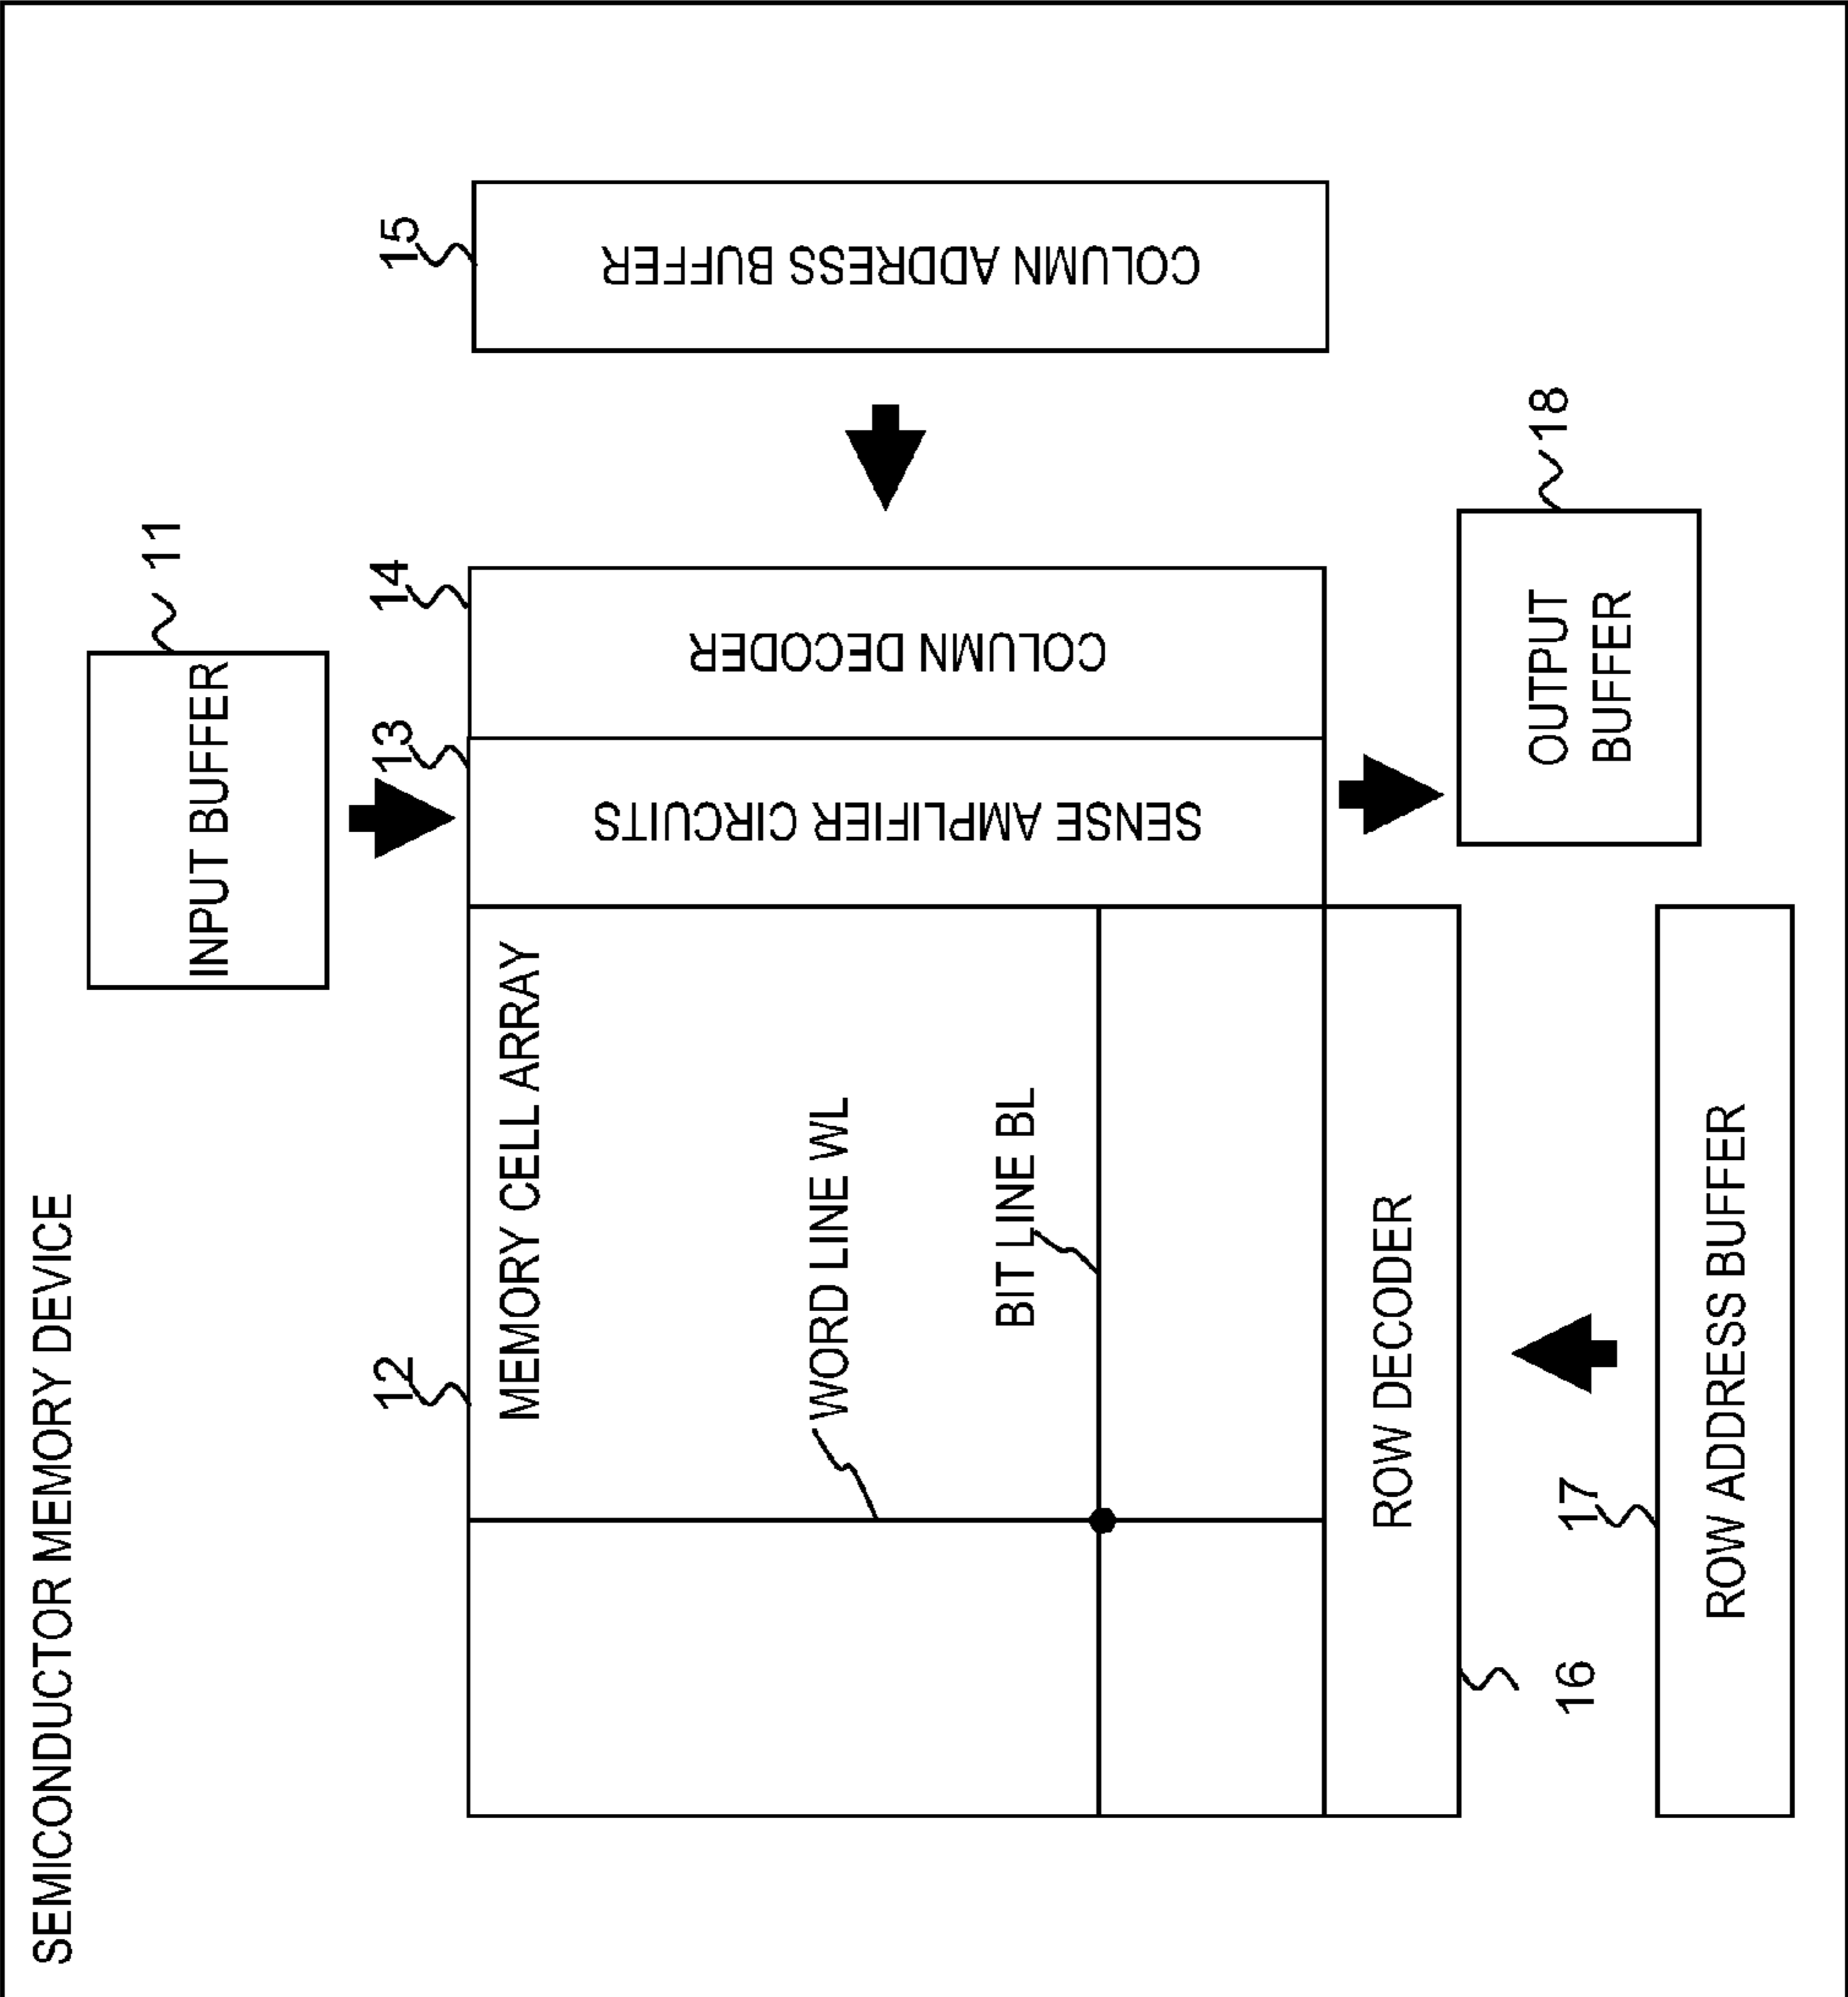 SEMICONDUCTOR MEMORY DEVICE
11
INPUT BUFFER
12
MEMORY CELL ARRAY
WORD LINE WL
BIT LINE BL
13
SENSE AMPLIFIER CIRCUITS
14
COLUMN DECODER
15
COLUMN ADDRESS BUFFER
ROW DECODER
16
17
ROW ADDRESS BUFFER
18
OUTPUT
BUFFER